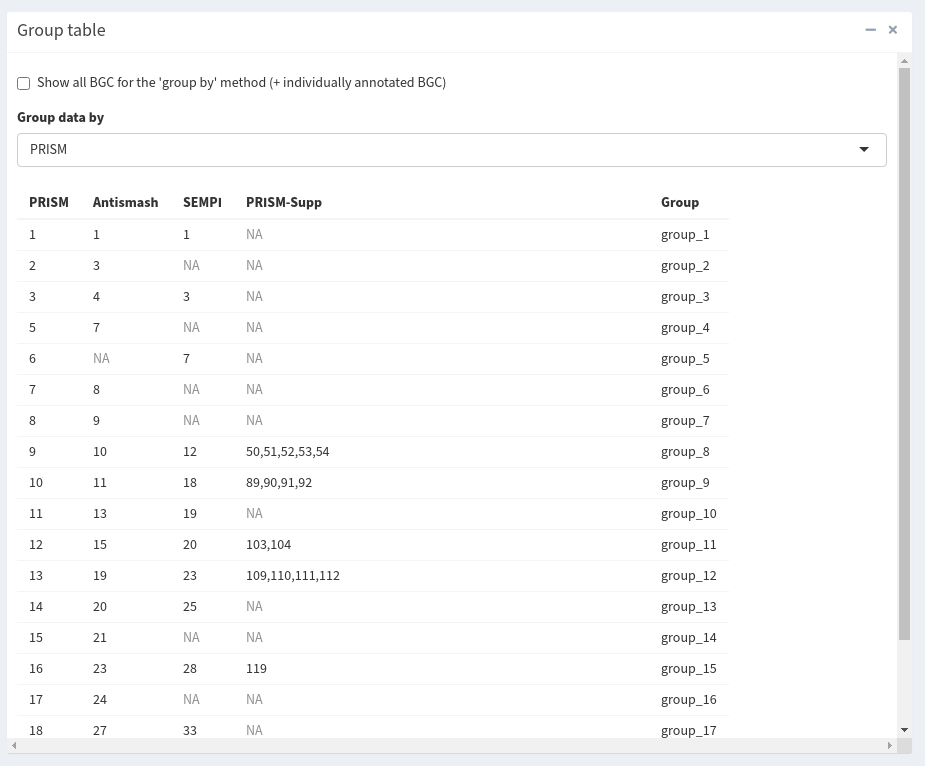 Group table
Show all BGC for the 'group by' method (+ individually annotated BGC)
Group data by
PRISM
PRISM Antismash SEMPI PRISM-Supp Group
1 1 1 NA group_1
2 3 NA NA group_2
3 4 3 NA group_3
5 7 NA NA group_4
6 NA 7 NA group_5
7 8 NA NA group_6
8 9 NA NA group_7
9 10 12 50,51,52,53,54 group_8
10 11 18 89,90,91,92 group_9
11 13 19 NA group_10
12 15 20 103,104 group_11
13 19 23 109,110,111,112 group_12
14 20 25 NA group_13
15 21 NA NA group_14
16 23 28 119 group_15
17 24 NA NA group_16
18 27 33 NA group_17